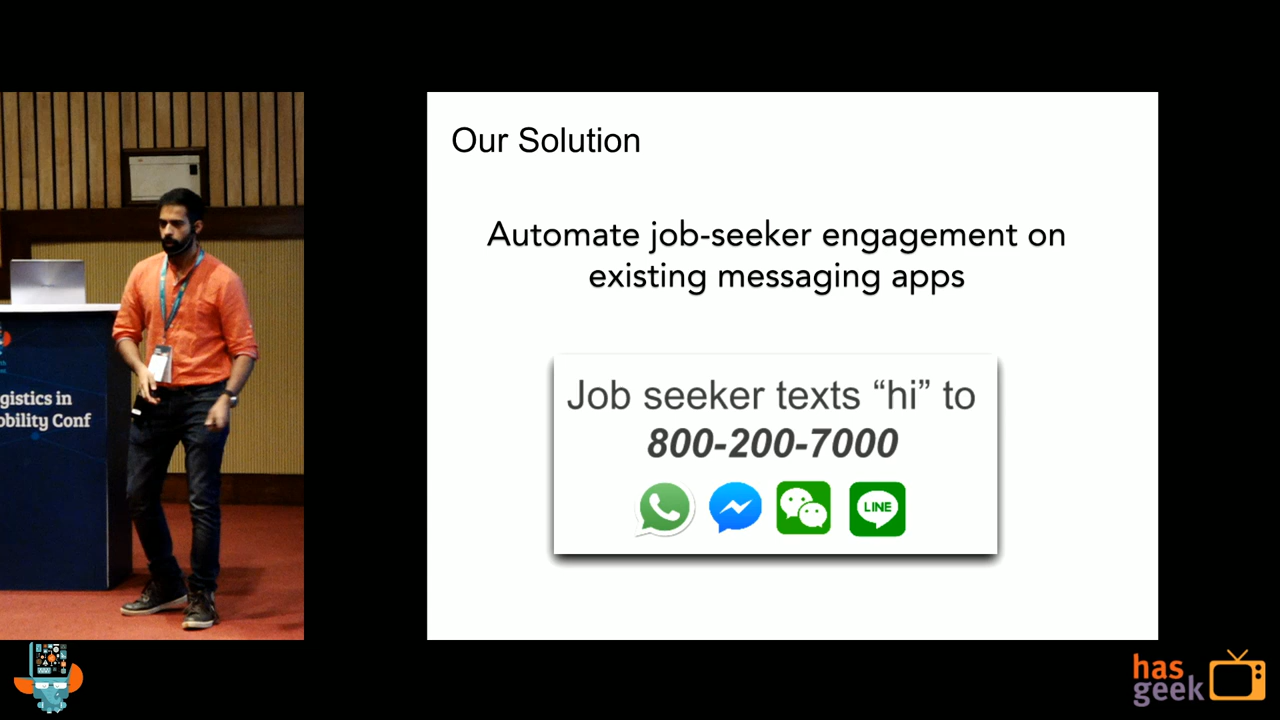 Our Solution
Automate job-seeker engagement on
existing messaging apps
Job seeker texts “hi” to
800-200-7000
LINE
gistics in
obility Conf
has
geek